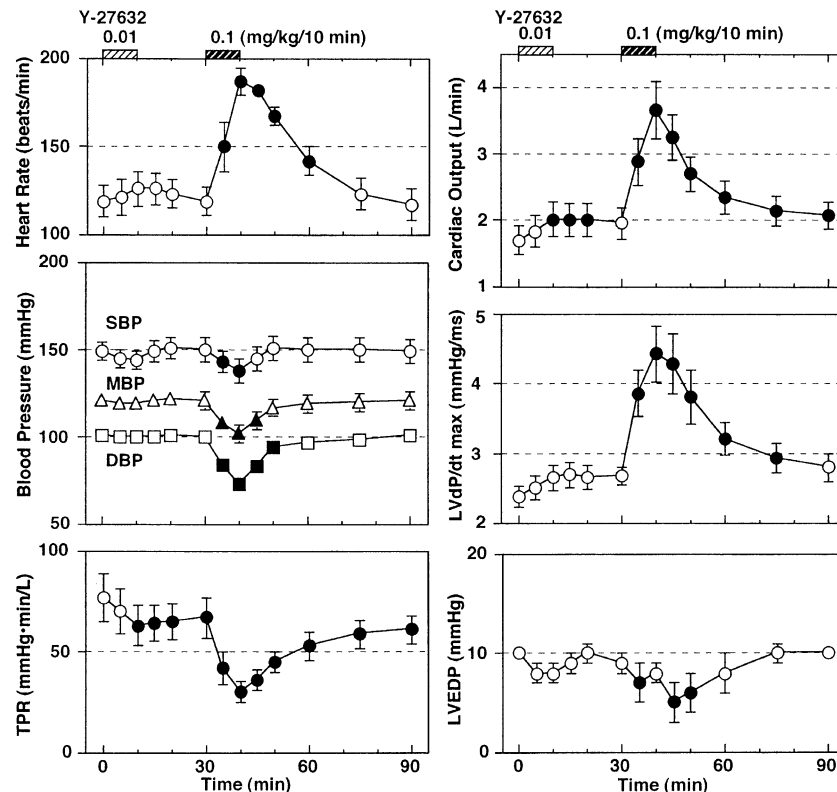 Y-27632
0.01 0.1 (mg/kg/10 min)
Heart Rate (beats/min)
200
150
100
Blood Pressure (mmHg)
200
150
100
50
SBP
MBP
DBP
TPR (mmHg·min/L)
100
50
0
0 30 60 90
Time (min)
Y-27632
0.01 0.1 (mg/kg/10 min)
Cardiac Output (L/min)
4
3
2
1
LVdP/dt max (mmHg/ms)
5
4
3
2
LVEDP (mmHg)
20
10
0
0 30 60 90
Time (min)